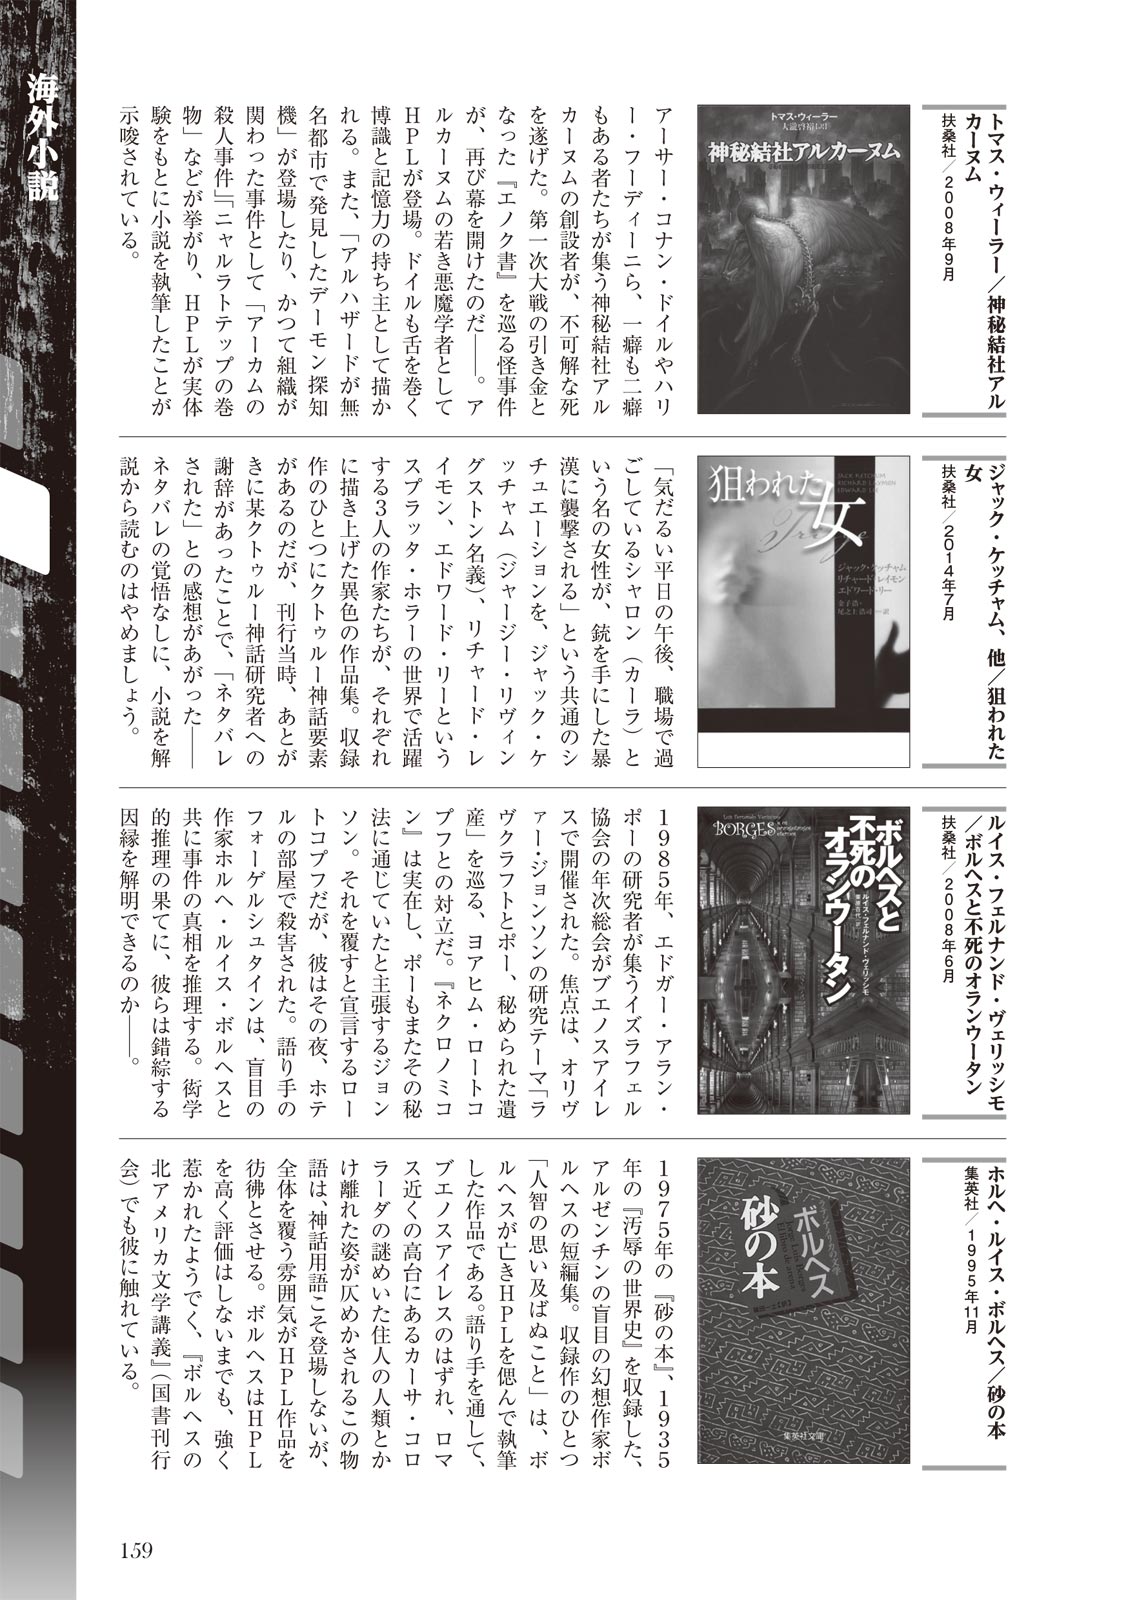 海外小説
トマス・ウィーラー／神秘結社アル
カーヌム
扶桑社／2008年9月
トマス・ウィーラー
大瀧啓裕［訳］
神秘結社アルカーヌム
アーサー・コナン・ドイルやハリ
ー・フーディーニら、一癖も二癖
もある者たちが集う神秘結社アル
カーヌムの創設者が、不可解な死
を遂げた。第一次大戦の引き金と
なった『エノク書』を巡る怪事件
が、再び幕を開けたのだ――。ア
ルカーヌムの若き悪魔学者として
ＨＰＬが登場。ドイルも舌を巻く
博識と記憶力の持ち主として描か
れる。また、「アルハザードが無
名都市で発見したデーモン探知
機」が登場したり、かつて組織が
関わった事件として「アーカムの
殺人事件」「ニャルラトテップの巻
物」などが挙がり、ＨＰＬが実体
験をもとに小説を執筆したことが
示唆されている。
ジャック・ケッチャム、他／狙われた
女
扶桑社／2014年7月
狙われた女
JACK KETCHUM
RICHARD LAYMON
EDWARD LEE
Triage
ジャック・ケッチャム
リチャード・レイモン
エドワード・リー
金子浩・
尾之上浩司――訳
「気だるい平日の午後、職場で過
ごしているシャロン（カーラ）と
いう名の女性が、銃を手にした暴
漢に襲撃される」という共通のシ
チュエーションを、ジャック・ケ
ッチャム（ジャージー・リヴィン
グストン名義）、リチャード・レ
イモン、エドワード・リーという
スプラッタ・ホラーの世界で活躍
する３人の作家たちが、それぞれ
に描き上げた異色の作品集。収録
作のひとつにクトゥルー神話要素
があるのだが、刊行当時、あとが
きに某クトゥルー神話研究者への
謝辞があったことで、「ネタバレ
された」との感想があがった――
ネタバレの覚悟なしに、小説を解
説から読むのはやめましょう。
ルイス・フェルナンド・ヴェリッシモ
／ボルヘスと不死のオランウータン
扶桑社／2008年6月
Luis Fernando Verissimo
BORGES
ボルヘスと
不死の
オランウータン
ルイス・フェルナンド・ヴェリッシモ
１９８５年、エドガー・アラン・
ポーの研究者が集うイズラフェル
協会の年次総会がブエノスアイレ
スで開催された。焦点は、オリヴ
ァー・ジョンソンの研究テーマ「ラ
ヴクラフトとポー、秘められた遺
産」を巡る、ヨアヒム・ロートコ
プフとの対立だ。『ネクロノミコ
ン』は実在し、ポーもまたその秘
法に通じていたと主張するジョン
ソン。それを覆すと宣言するロー
トコプフだが、彼はその夜、ホテ
ルの部屋で殺害された。語り手の
フォーゲルシュタインは、盲目の
作家ホルヘ・ルイス・ボルヘスと
共に事件の真相を推理する。衒学
的推理の果てに、彼らは錯綜する
因縁を解明できるのか――。
ホルヘ・ルイス・ボルヘス／砂の本
集英社／1995年11月
ボルヘス
Jorge Luis Borges
El libro de arena
砂の本
篠田一士［訳］
集英社文庫
１９７５年の『砂の本』、１９３５
年の『汚辱の世界史』を収録した、
アルゼンチンの盲目の幻想作家ボ
ルヘスの短編集。収録作のひとつ
「人智の思い及ばぬこと」は、ボ
ルヘスが亡きＨＰＬを偲んで執筆
した作品である。語り手を通して、
ブエノスアイレスのはずれ、ロマ
ス近くの高台にあるカーサ・コロ
ラーダの謎めいた住人の人類とか
け離れた姿が仄めかされるこの物
語は、神話用語こそ登場しないが、
全体を覆う雰囲気がＨＰＬ作品を
彷彿とさせる。ボルヘスはＨＰＬ
を高く評価はしないまでも、強く
惹かれたようでく、『ボルヘスの
北アメリカ文学講義』（国書刊行
会）でも彼に触れている。
159